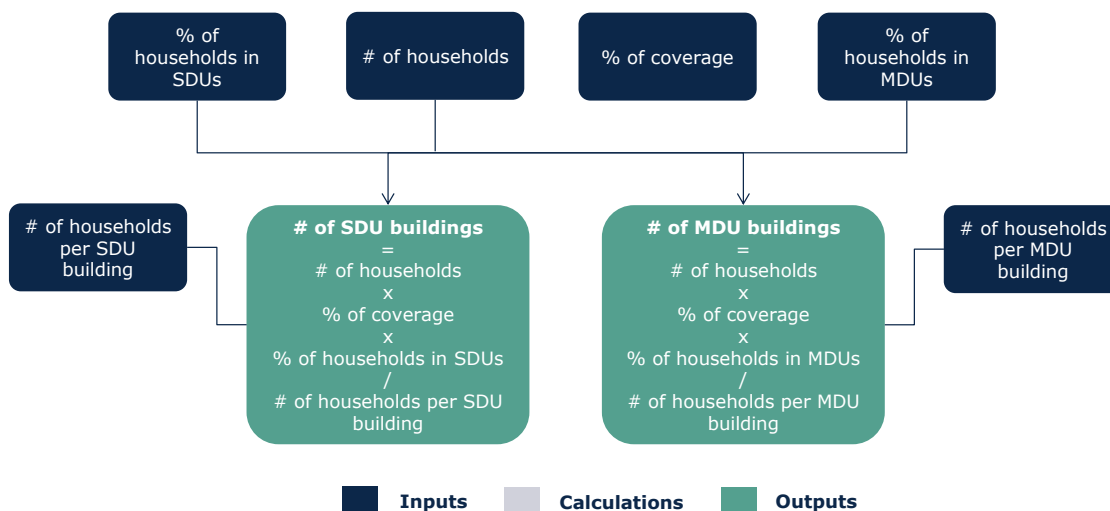 % of
households in
SDUs
# of households
% of coverage
% of
households in
MDUs
# of households
per SDU
building
# of SDU buildings
=
# of households
x
% of coverage
x
% of households in SDUs
/
# of households per SDU
building
# of MDU buildings
=
# of households
x
% of coverage
x
% of households in MDUs
/
# of households per MDU
building
# of households
per MDU
building
Inputs
Calculations
Outputs